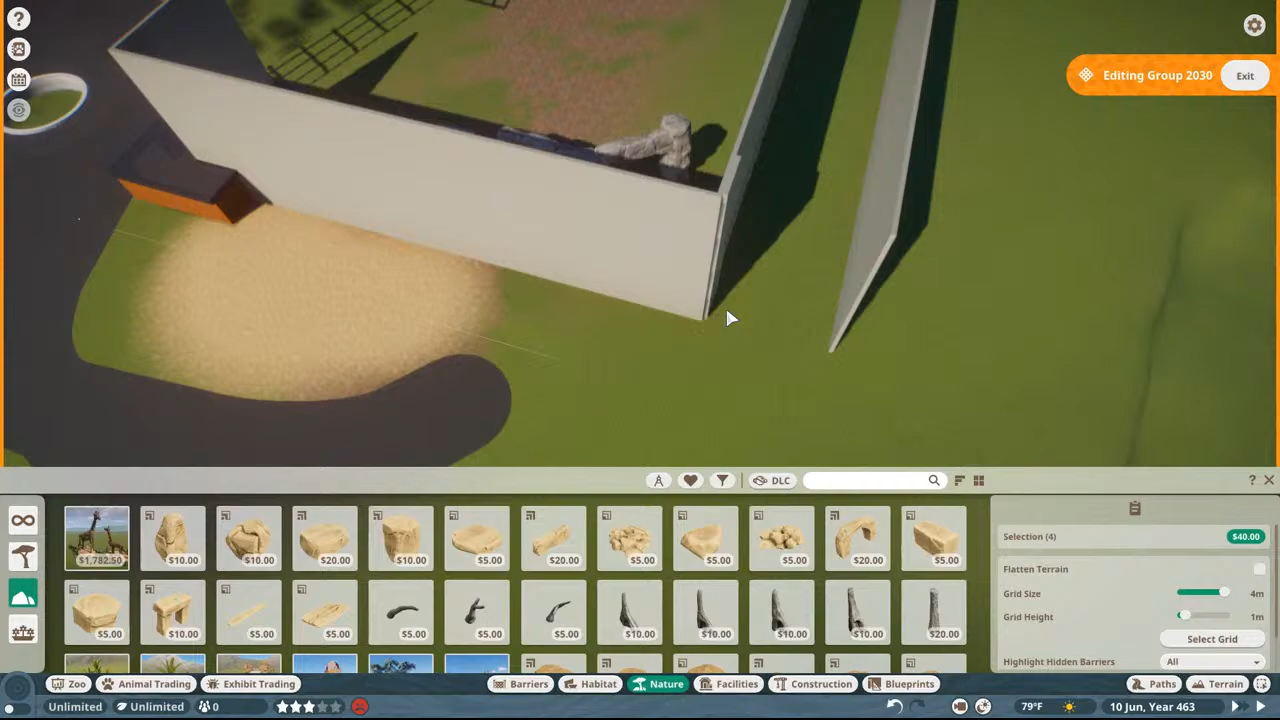 ?
Editing Group 2030
Exit
DLC
?
$1,782.50 $10.00 $10.00 $20.00 $10.00 $5.00 $20.00 $5.00 $5.00 $5.00 $20.00 $5.00
$5.00 $10.00 $5.00 $5.00 $5.00 $5.00 $5.00 $10.00 $10.00 $10.00 $10.00 $20.00
Selection (4) $40.00
Flatten Terrain
Grid Size 4m
Grid Height 1m
Select Grid
Highlight Hidden Barriers All
Zoo Animal Trading Exhibit Trading Barriers Habitat Nature Facilities Construction Blueprints Paths Terrain
Unlimited Unlimited 0 79°F 10 Jun, Year 463